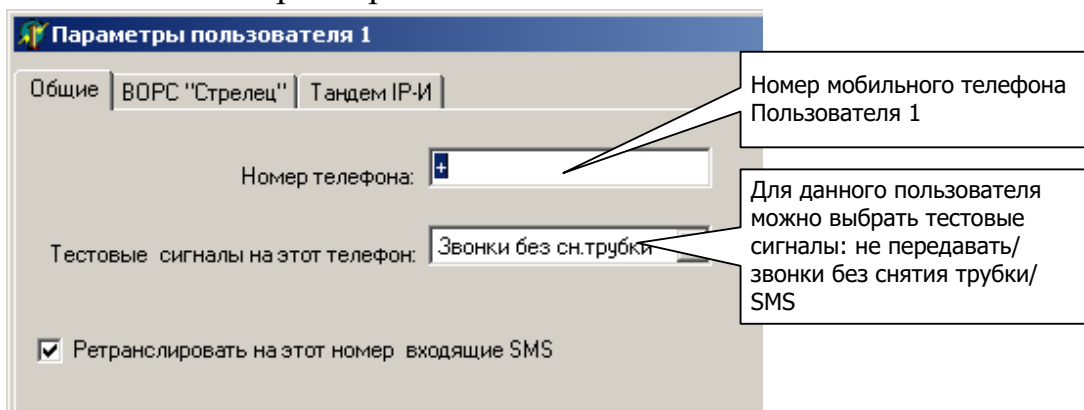 Параметры пользователя 1
Общие
ВОРС "Стрелец"
Тандем IP-И
Номер телефона:
+
Тестовые сигналы на этот телефон:
Звонки без сн.трубки
Ретранслировать на этот номер входящие SMS
Номер мобильного телефона
Пользователя 1
Для данного пользователя
можно выбрать тестовые
сигналы: не передавать/
звонки без снятия трубки/
SMS